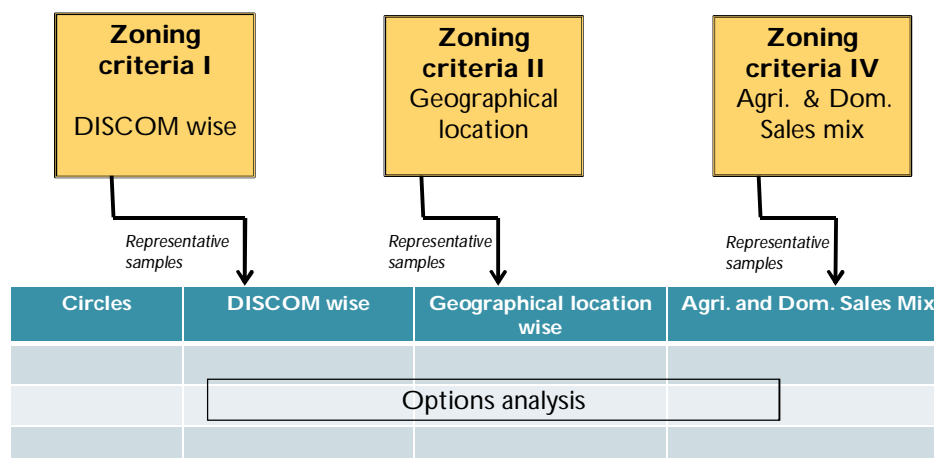 Zoning
criteria I
DISCOM wise
Zoning
criteria II
Geographical
location
Zoning
criteria IV
Agri. & Dom.
Sales mix
Representative
samples
Representative
samples
Representative
samples
Circles
DISCOM wise
Geographical location
wise
Agri. and Dom. Sales Mix
Options analysis